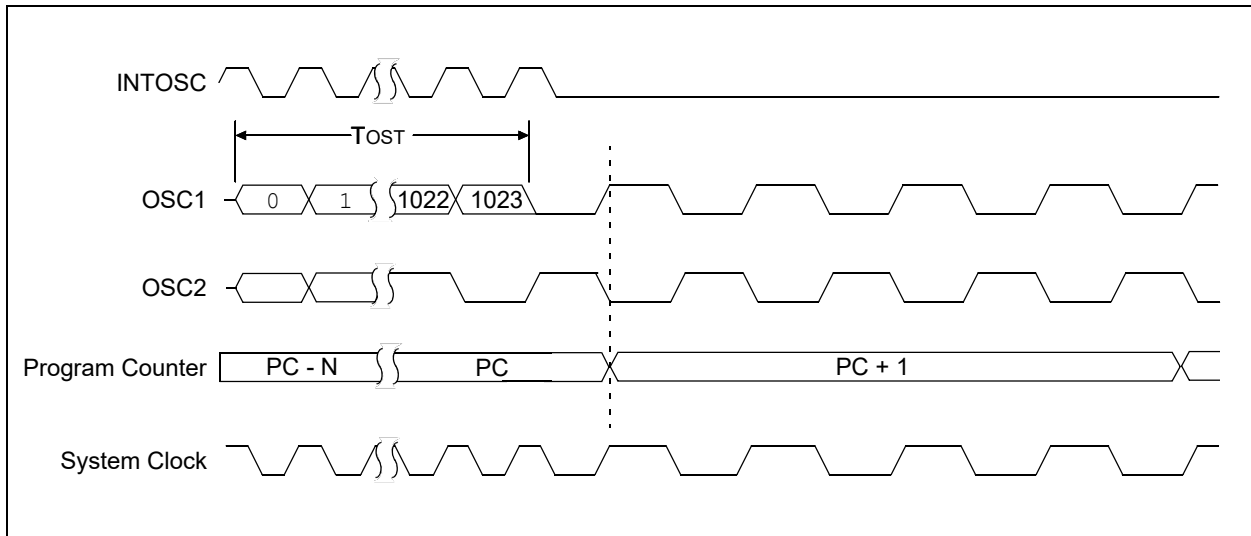 INTOSC
TOST
OSC1 0 1 1022 1023
OSC2
Program Counter PC - N PC PC + 1
System Clock